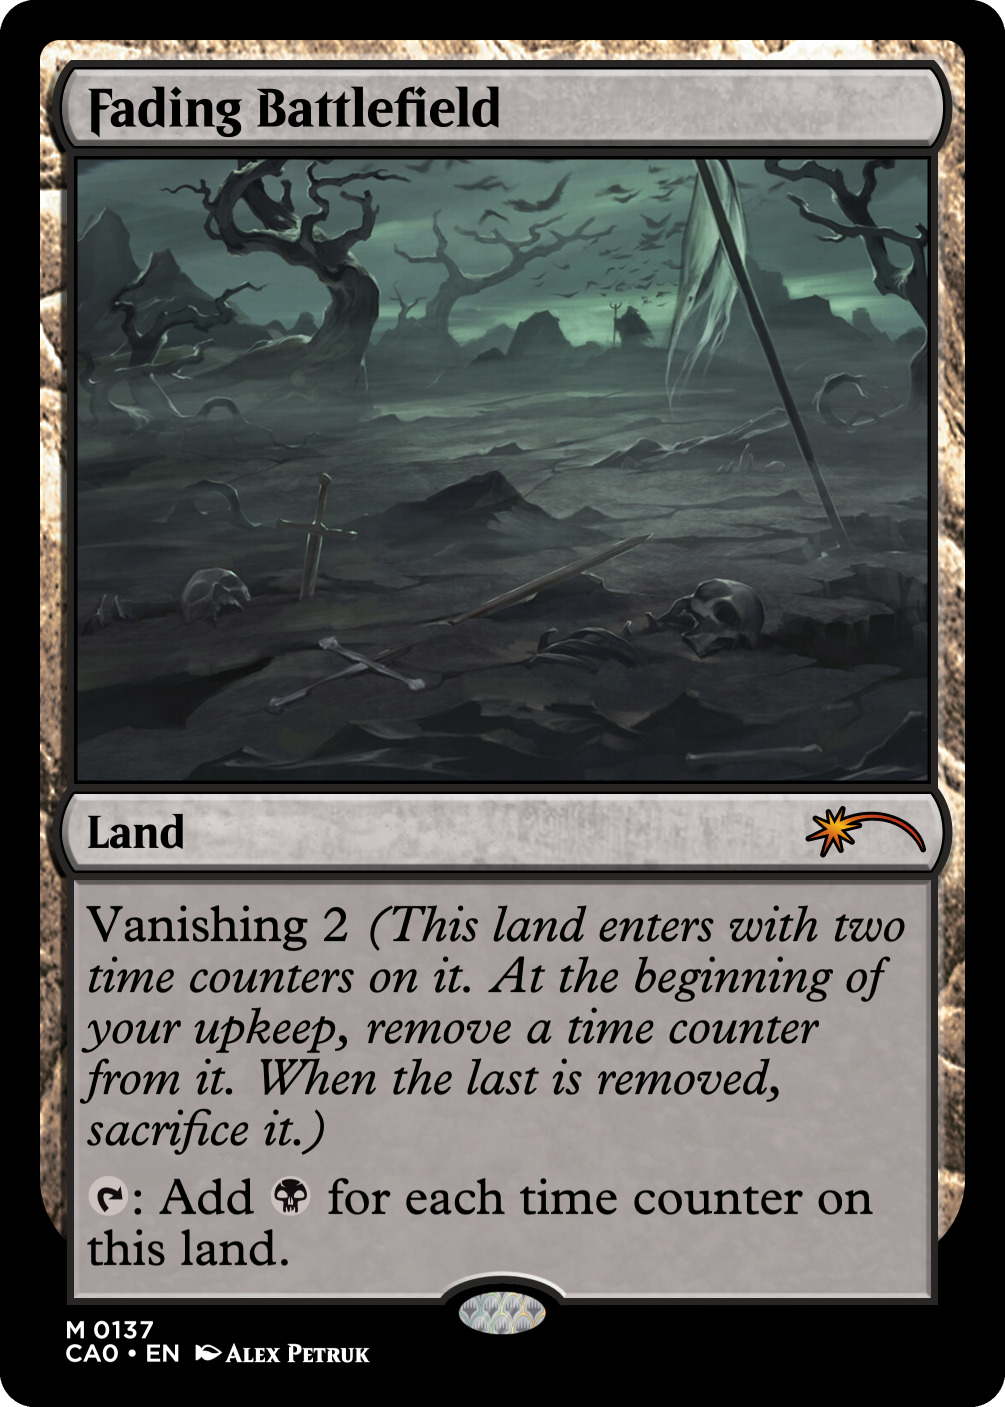 Fading Battlefield
Land
Vanishing 2 (This land enters with two
time counters on it. At the beginning of
your upkeep, remove a time counter
from it. When the last is removed,
sacrifice it.)
: Add for each time counter on
this land.
M 0137
CAO • EN ALEX PETRUK